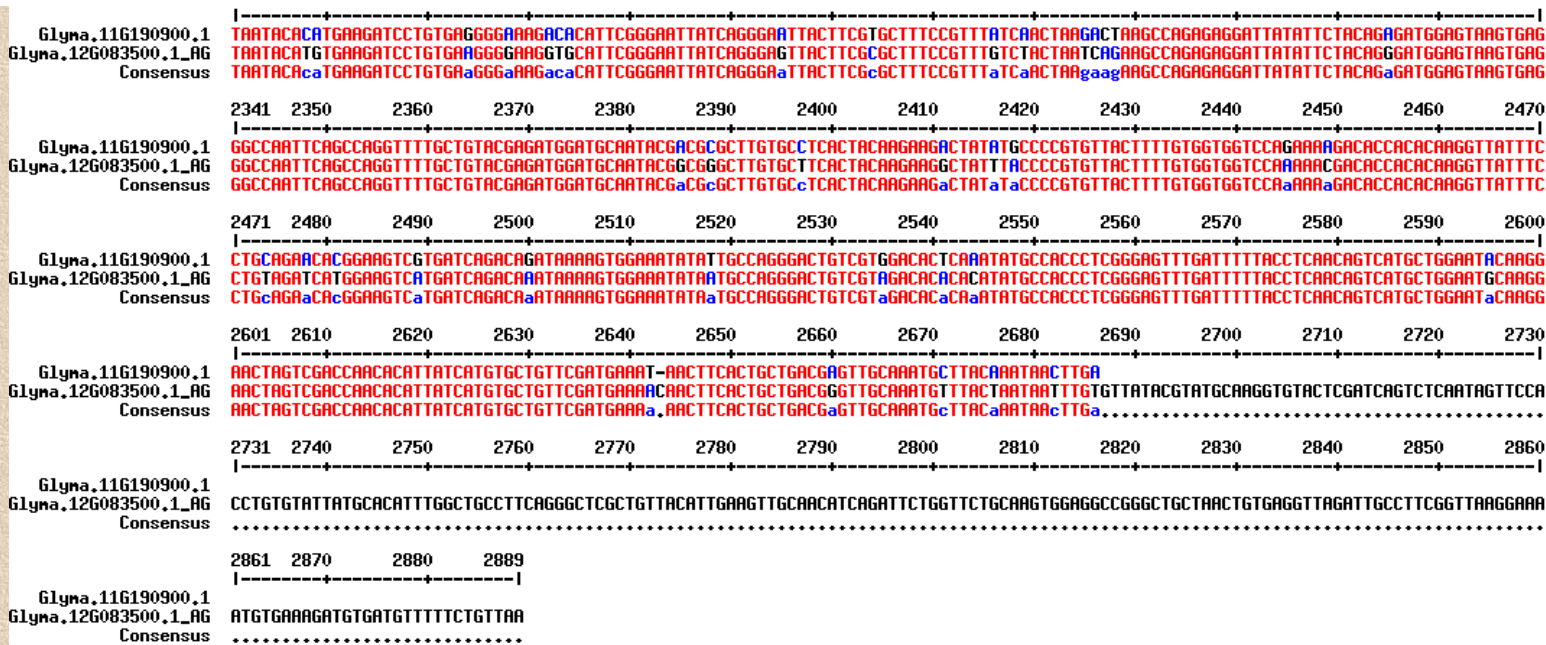 |--------+---------+---------+---------+---------+---------+---------+---------+---------+---------+---------+---------+---------|
Glyma.11G190900.1 TAATACACATGAAGATCCTGTGAGGGGAAAGACACATTCGGGAATTATCAGGGAATTACTTCGTGCTTTCCGTTTATCAACTAAGACTAAGCCAGAGAGGATTATATTCTACAGAGATGGAGTAAGTGAG
Glyma.12G083500.1_AG TAATACATGTGAAGATCCTGTGAAGGGGAAGGTGCATTCGGGAATTATCAGGGAGTTACTTCGCGCTTTCCGTTTGTCTACTAATCAGAAGCCAGAGAGGATTATATTCTACAGGGATGGAGTAAGTGAG
Consensus TAATACAcaTGAAGATCCTGTGAaGGGaAAGacaCATTCGGGAATTATCAGGGAaTTACTTCGcGCTTTCCGTTTaTCaACTAAgaagAAGCCAGAGAGGATTATATTCTACAGaGATGGAGTAAGTGAG
2341 2350 2360 2370 2380 2390 2400 2410 2420 2430 2440 2450 2460 2470
|--------+---------+---------+---------+---------+---------+---------+---------+---------+---------+---------+---------+---------|
Glyma.11G190900.1 GGCCAATTCAGCCAGGTTTTGCTGTACGAGATGGATGCAATACGACGCGCTTGTGCCTCACTACAAGAAGACTATATGCCCCGTGTTACTTTTGTGGTGGTCCAGAAAAGACACCACACAAGGTTATTTC
Glyma.12G083500.1_AG GGCCAATTCAGCCAGGTTTTGCTGTACGAGATGGATGCAATACGGCGGGCTTGTGCTTCACTACAAGAAGGCTATTTACCCCGTGTTACTTTTGTGGTGGTCCAAAAACGACACCACACAAGGTTATTTC
Consensus GGCCAATTCAGCCAGGTTTTGCTGTACGAGATGGATGCAATACGaCGcGCTTGTGCcTCACTACAAGAAGaCTATaTaCCCCGTGTTACTTTTGTGGTGGTCCAaAAAaGACACCACACAAGGTTATTTC
2471 2480 2490 2500 2510 2520 2530 2540 2550 2560 2570 2580 2590 2600
|--------+---------+---------+---------+---------+---------+---------+---------+---------+---------+---------+---------+---------|
Glyma.11G190900.1 CTGCAGAACACGGAAGTCGTGATCAGACAGATAAAAGTGGAAATATATTGCCAGGGACTGTCGTGGACACTCAAATATGCCACCCTCGGGAGTTTGATTTTTACCTCAACAGTCATGCTGGAATACAAGG
Glyma.12G083500.1_AG CTGTAGATCATGGAAGTCATGATCAGACAAATAAAAGTGGAAATATAATGCCAGGGACTGTCGTAGACACACACATATGCCACCCTCGGGAGTTTGATTTTTACCTCAACAGTCATGCTGGAATGCAAGG
Consensus CTGcAGAaCAcGGAAGTCaTGATCAGACAaATAAAAGTGGAAATATAaTGCCAGGGACTGTCGTaGACACaCAaATATGCCACCCTCGGGAGTTTGATTTTTACCTCAACAGTCATGCTGGAATaCAAGG
2601 2610 2620 2630 2640 2650 2660 2670 2680 2690 2700 2710 2720 2730
|--------+---------+---------+---------+---------+---------+---------+---------+---------+---------+---------+---------+---------|
Glyma.11G190900.1 AACTAGTCGACCAACACATTATCATGTGCTGTTCGATGAAAT-AACTTCACTGCTGACGAGTTGCAAATGCTTACAAATAACTTGA
Glyma.12G083500.1_AG AACTAGTCGACCAACACATTATCATGTGCTGTTCGATGAAAACAACTTCACTGCTGACGGGTTGCAAATGTTTACTAATAATTTGTGTTATACGTATGCAAGGTGTACTCGATCAGTCTCAATAGTTCCA
Consensus AACTAGTCGACCAACACATTATCATGTGCTGTTCGATGAAAa.AACTTCACTGCTGACGaGTTGCAAATGcTTACaAATAAcTTGa............................................
2731 2740 2750 2760 2770 2780 2790 2800 2810 2820 2830 2840 2850 2860
|--------+---------+---------+---------+---------+---------+---------+---------+---------+---------+---------+---------+---------|
Glyma.11G190900.1
Glyma.12G083500.1_AG CCTGTGTATTATGCACATTTGGCTGCCTTCAGGGCTCGCTGTTACATTGAAGTTGCAACATCAGATTCTGGTTCTGCAAGTGGAGGCCGGGCTGCTAACTGTGAGGTTAGATTGCCTTCGGTTAAGGAAA
Consensus ..................................................................................................................................
2861 2870 2880 2889
|--------+---------+--------|
Glyma.11G190900.1
Glyma.12G083500.1_AG ATGTGAAAGATGTGATGTTTTTCTGTTAA
Consensus .............................